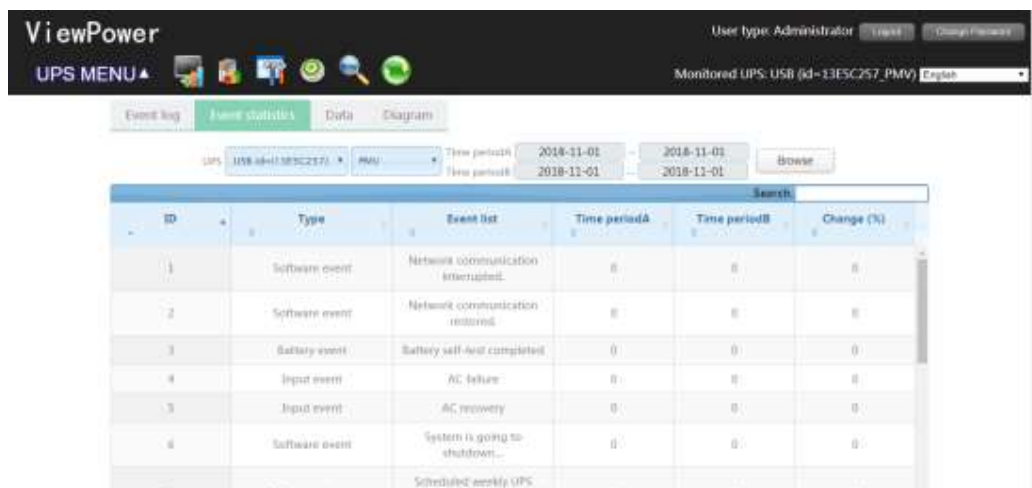 ViewPower
User type: Administrator Logout Change Password
UPS MENU▲
Monitored UPS: USB (id=13E5C257_PMV) English
Event log Event statistics Data Diagram
UPS PMV Time periodA 2018-11-01 - 2018-11-01
Time periodB 2018-11-01 - 2018-11-01
Browse
Search
ID Type Event list Time periodA Time periodB Change (%)
1 Software event Network communication interrupted. 0 0 0
2 Software event Network communication restored. 0 0 0
3 Battery event Battery self-test completed 0 0 0
4 Input event AC failure 0 0 0
5 Input event AC recovery 0 0 0
6 Software event System is going to shutdown... 0 0 0
Scheduled weekly UPS